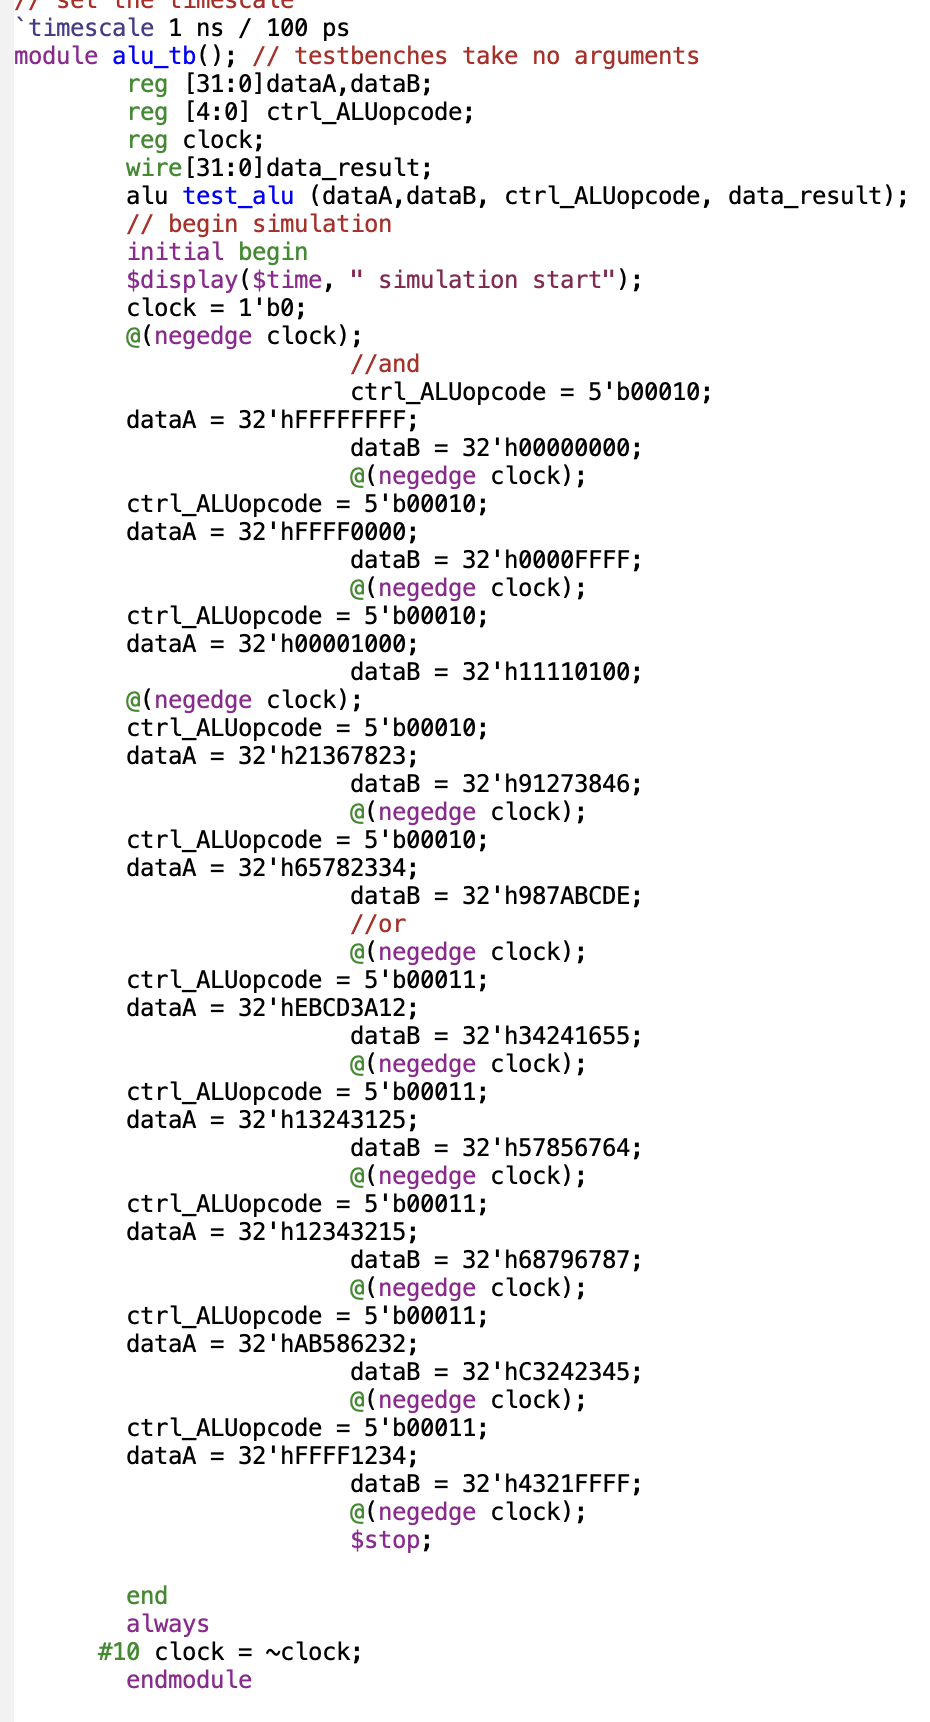 // set the timescale
`timescale 1 ns / 100 ps
module alu_tb(); // testbenches take no arguments
reg [31:0]dataA,dataB;
reg [4:0] ctrl_ALUopcode;
reg clock;
wire[31:0]data_result;
alu test_alu (dataA,dataB, ctrl_ALUopcode, data_result);
// begin simulation
initial begin
$display($time, " simulation start");
clock = 1'b0;
@(negedge clock);
//and
ctrl_ALUopcode = 5'b00010;
dataA = 32'hFFFFFFFF;
dataB = 32'h00000000;
@(negedge clock);
ctrl_ALUopcode = 5'b00010;
dataA = 32'hFFFF0000;
dataB = 32'h0000FFFF;
@(negedge clock);
ctrl_ALUopcode = 5'b00010;
dataA = 32'h00001000;
dataB = 32'h11110100;
@(negedge clock);
ctrl_ALUopcode = 5'b00010;
dataA = 32'h21367823;
dataB = 32'h91273846;
@(negedge clock);
ctrl_ALUopcode = 5'b00010;
dataA = 32'h65782334;
dataB = 32'h987ABCDE;
//or
@(negedge clock);
ctrl_ALUopcode = 5'b00011;
dataA = 32'hEBCD3A12;
dataB = 32'h34241655;
@(negedge clock);
ctrl_ALUopcode = 5'b00011;
dataA = 32'h13243125;
dataB = 32'h57856764;
@(negedge clock);
ctrl_ALUopcode = 5'b00011;
dataA = 32'h12343215;
dataB = 32'h68796787;
@(negedge clock);
ctrl_ALUopcode = 5'b00011;
dataA = 32'hAB586232;
dataB = 32'hC3242345;
@(negedge clock);
ctrl_ALUopcode = 5'b00011;
dataA = 32'hFFFF1234;
dataB = 32'h4321FFFF;
@(negedge clock);
$stop;
end
always
#10 clock = ~clock;
endmodule